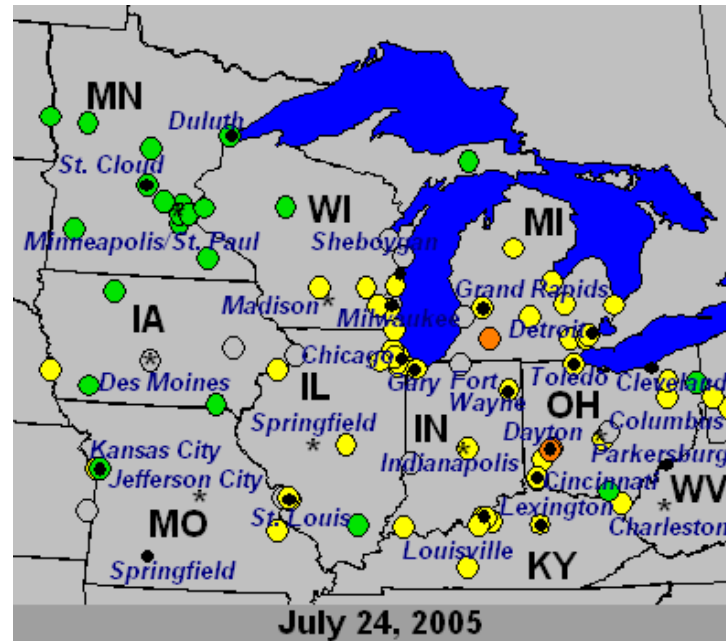 MN
Duluth
St. Cloud
WI
MI
Minneapolis/St. Paul
Sheboygan
Grand Rapids
Madison
Milwaukee
IA
Detroit
Chicago
Des Moines
IL
Gary
Fort
Wayne
Toledo
Cleveland
OH
Springfield
IN
Columbus
Dayton
Kansas City
Indianapolis
Parkersburg
Jefferson City
Cincinnati
WV
St. Louis
Lexington
MO
Charleston
Louisville
KY
Springfield
July 24, 2005